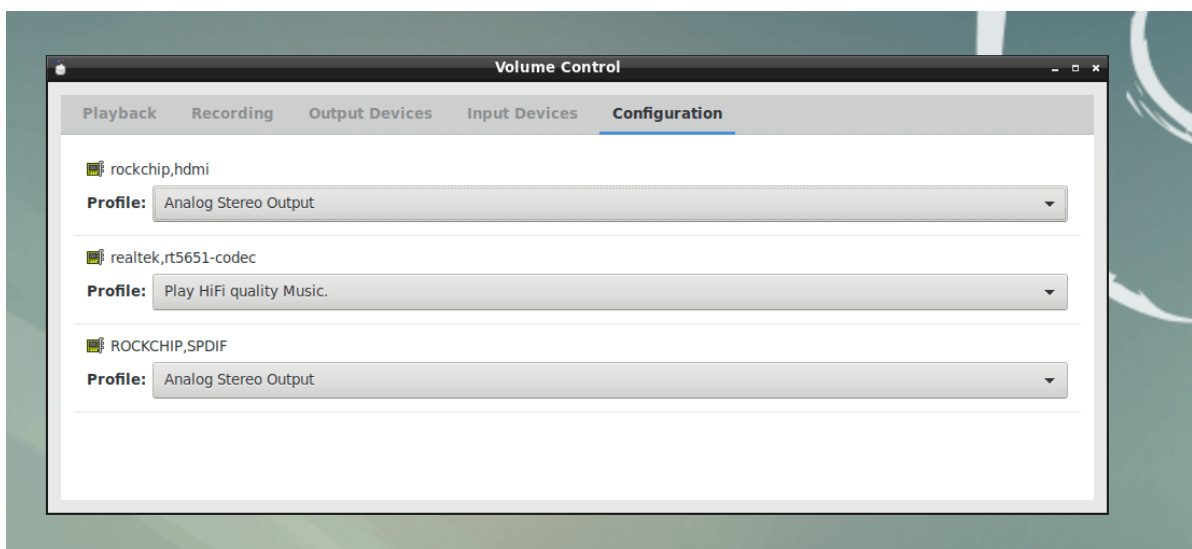 Volume Control
Playback Recording Output Devices Input Devices Configuration
rockchip,hdmi
Profile: Analog Stereo Output
realtek,rt5651-codec
Profile: Play HiFi quality Music.
ROCKCHIP,SPDIF
Profile: Analog Stereo Output